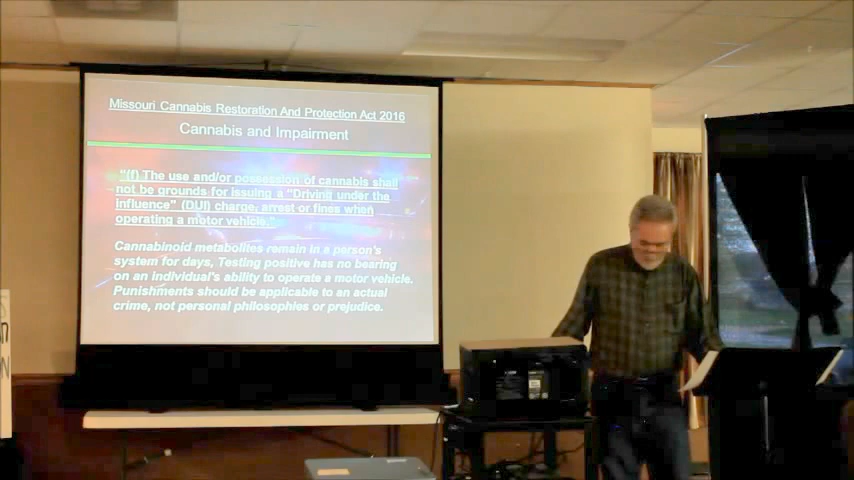 Missouri Cannabis Restoration And Protection Act 2016
Cannabis and Impairment
"(f) The use and/or possession of cannabis shall
not be grounds for issuing a "Driving under the
influence" (DUI) charge, arrest or fines when
operating a motor vehicle."
Cannabinoid metabolites remain in a person's
system for days, Testing positive has no bearing
on an individual's ability to operate a motor vehicle.
Punishments should be applicable to an actual
crime, not personal philosophies or prejudice.